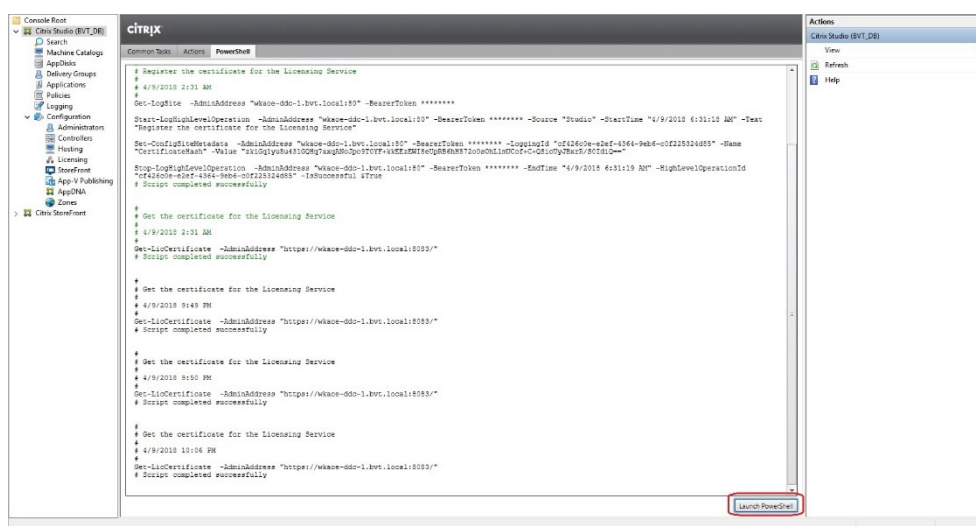 Console Root
Citrix Studio (BVT_DB)
Search
Machine Catalogs
AppDisks
Delivery Groups
Applications
Policies
Logging
Configuration
Administrators
Controllers
Hosting
Licensing
StoreFront
App-V Publishing
AppDNA
Zones
Citrix StoreFront
CİTRIX
Common Tasks
Actions
PowerShell
# Register the certificate for the Licensing Service
#
# 4/9/2018 2:31 AM
#
Get-LogSite -AdminAddress "wkace-ddc-1.bvt.local:80" -BearerToken ********
Start-LogHighLevelOperation -AdminAddress "wkace-ddc-1.bvt.local:80" -BearerToken ******** -Source "Studio" -StartTime "4/9/2018 6:31:18 AM" -Text
"Register the certificate for the Licensing Service"
Set-ConfigSiteMetadata -AdminAddress "wkace-ddc-1.bvt.local:80" -BearerToken ******** -LoggingId "cf426c0e-e2ef-4364-9eb6-c0f225324d85" -Name
"CertificateHash" -Value
Stop-LogHighLevelOperation -AdminAddress "wkace-ddc-1.bvt.local:80" -BearerToken ******** -EndTime "4/9/2018 6:31:19 AM" -HighLevelOperationId
"cf426c0e-e2ef-4364-9eb6-c0f225324d85" -IsSuccessful $True
# Script completed successfully
#
# Get the certificate for the Licensing Service
#
# 4/9/2018 2:31 AM
#
Get-LicCertificate -AdminAddress "https://wkace-ddc-1.bvt.local:8083/"
# Script completed successfully
#
# Get the certificate for the Licensing Service
#
# 4/9/2018 9:49 PM
#
Get-LicCertificate -AdminAddress "https://wkace-ddc-1.bvt.local:8083/"
# Script completed successfully
#
# Get the certificate for the Licensing Service
#
# 4/9/2018 9:50 PM
#
Get-LicCertificate -AdminAddress "https://wkace-ddc-1.bvt.local:8083/"
# Script completed successfully
#
# Get the certificate for the Licensing Service
#
# 4/9/2018 10:06 PM
#
Get-LicCertificate -AdminAddress "https://wkace-ddc-1.bvt.local:8083/"
# Script completed successfully
Launch PowerShell
Actions
Citrix Studio (BVT_DB)
View
Refresh
Help